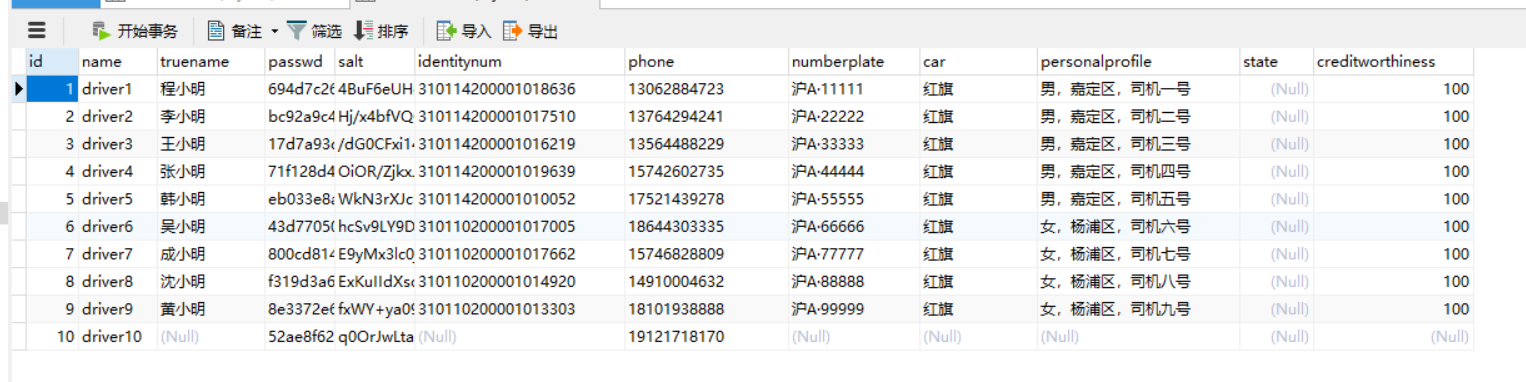 开始事务 备注 筛选 排序 导入 导出
id name truename passwd salt identitynum phone numberplate car personalprofile state creditworthiness
1 driver1 程小明 694d7c26 4BuF6eUH 310114200001018636 13062884723 沪A·11111 红旗 男，嘉定区，司机一号 (Null) 100
2 driver2 李小明 bc92a9c4 Hj/x4bfVQ 310114200001017510 13764294241 沪A·22222 红旗 男，嘉定区，司机二号 (Null) 100
3 driver3 王小明 17d7a93c /dG0CFxi14 310114200001016219 13564488229 沪A·33333 红旗 男，嘉定区，司机三号 (Null) 100
4 driver4 张小明 71f128d4 OiOR/Zjkx 310114200001019639 15742602735 沪A·44444 红旗 男，嘉定区，司机四号 (Null) 100
5 driver5 韩小明 eb033e8a WkN3rXJc 310114200001010052 17521439278 沪A·55555 红旗 男，嘉定区，司机五号 (Null) 100
6 driver6 吴小明 43d7705( hcSv9LY9D 310110200001017005 18644303335 沪A·66666 红旗 女，杨浦区，司机六号 (Null) 100
7 driver7 成小明 800cd814 E9yMx3lc0 310110200001017662 15746828809 沪A·77777 红旗 女，杨浦区，司机七号 (Null) 100
8 driver8 沈小明 f319d3a6 ExKuIIdXs 310110200001014920 14910004632 沪A·88888 红旗 女，杨浦区，司机八号 (Null) 100
9 driver9 黄小明 8e3372e6 fxWY+ya09 310110200001013303 18101938888 沪A·99999 红旗 女，杨浦区，司机九号 (Null) 100
10 driver10 (Null) 52ae8f62 q0OrJwLta (Null) 19121718170 (Null) (Null) (Null) (Null) (Null)